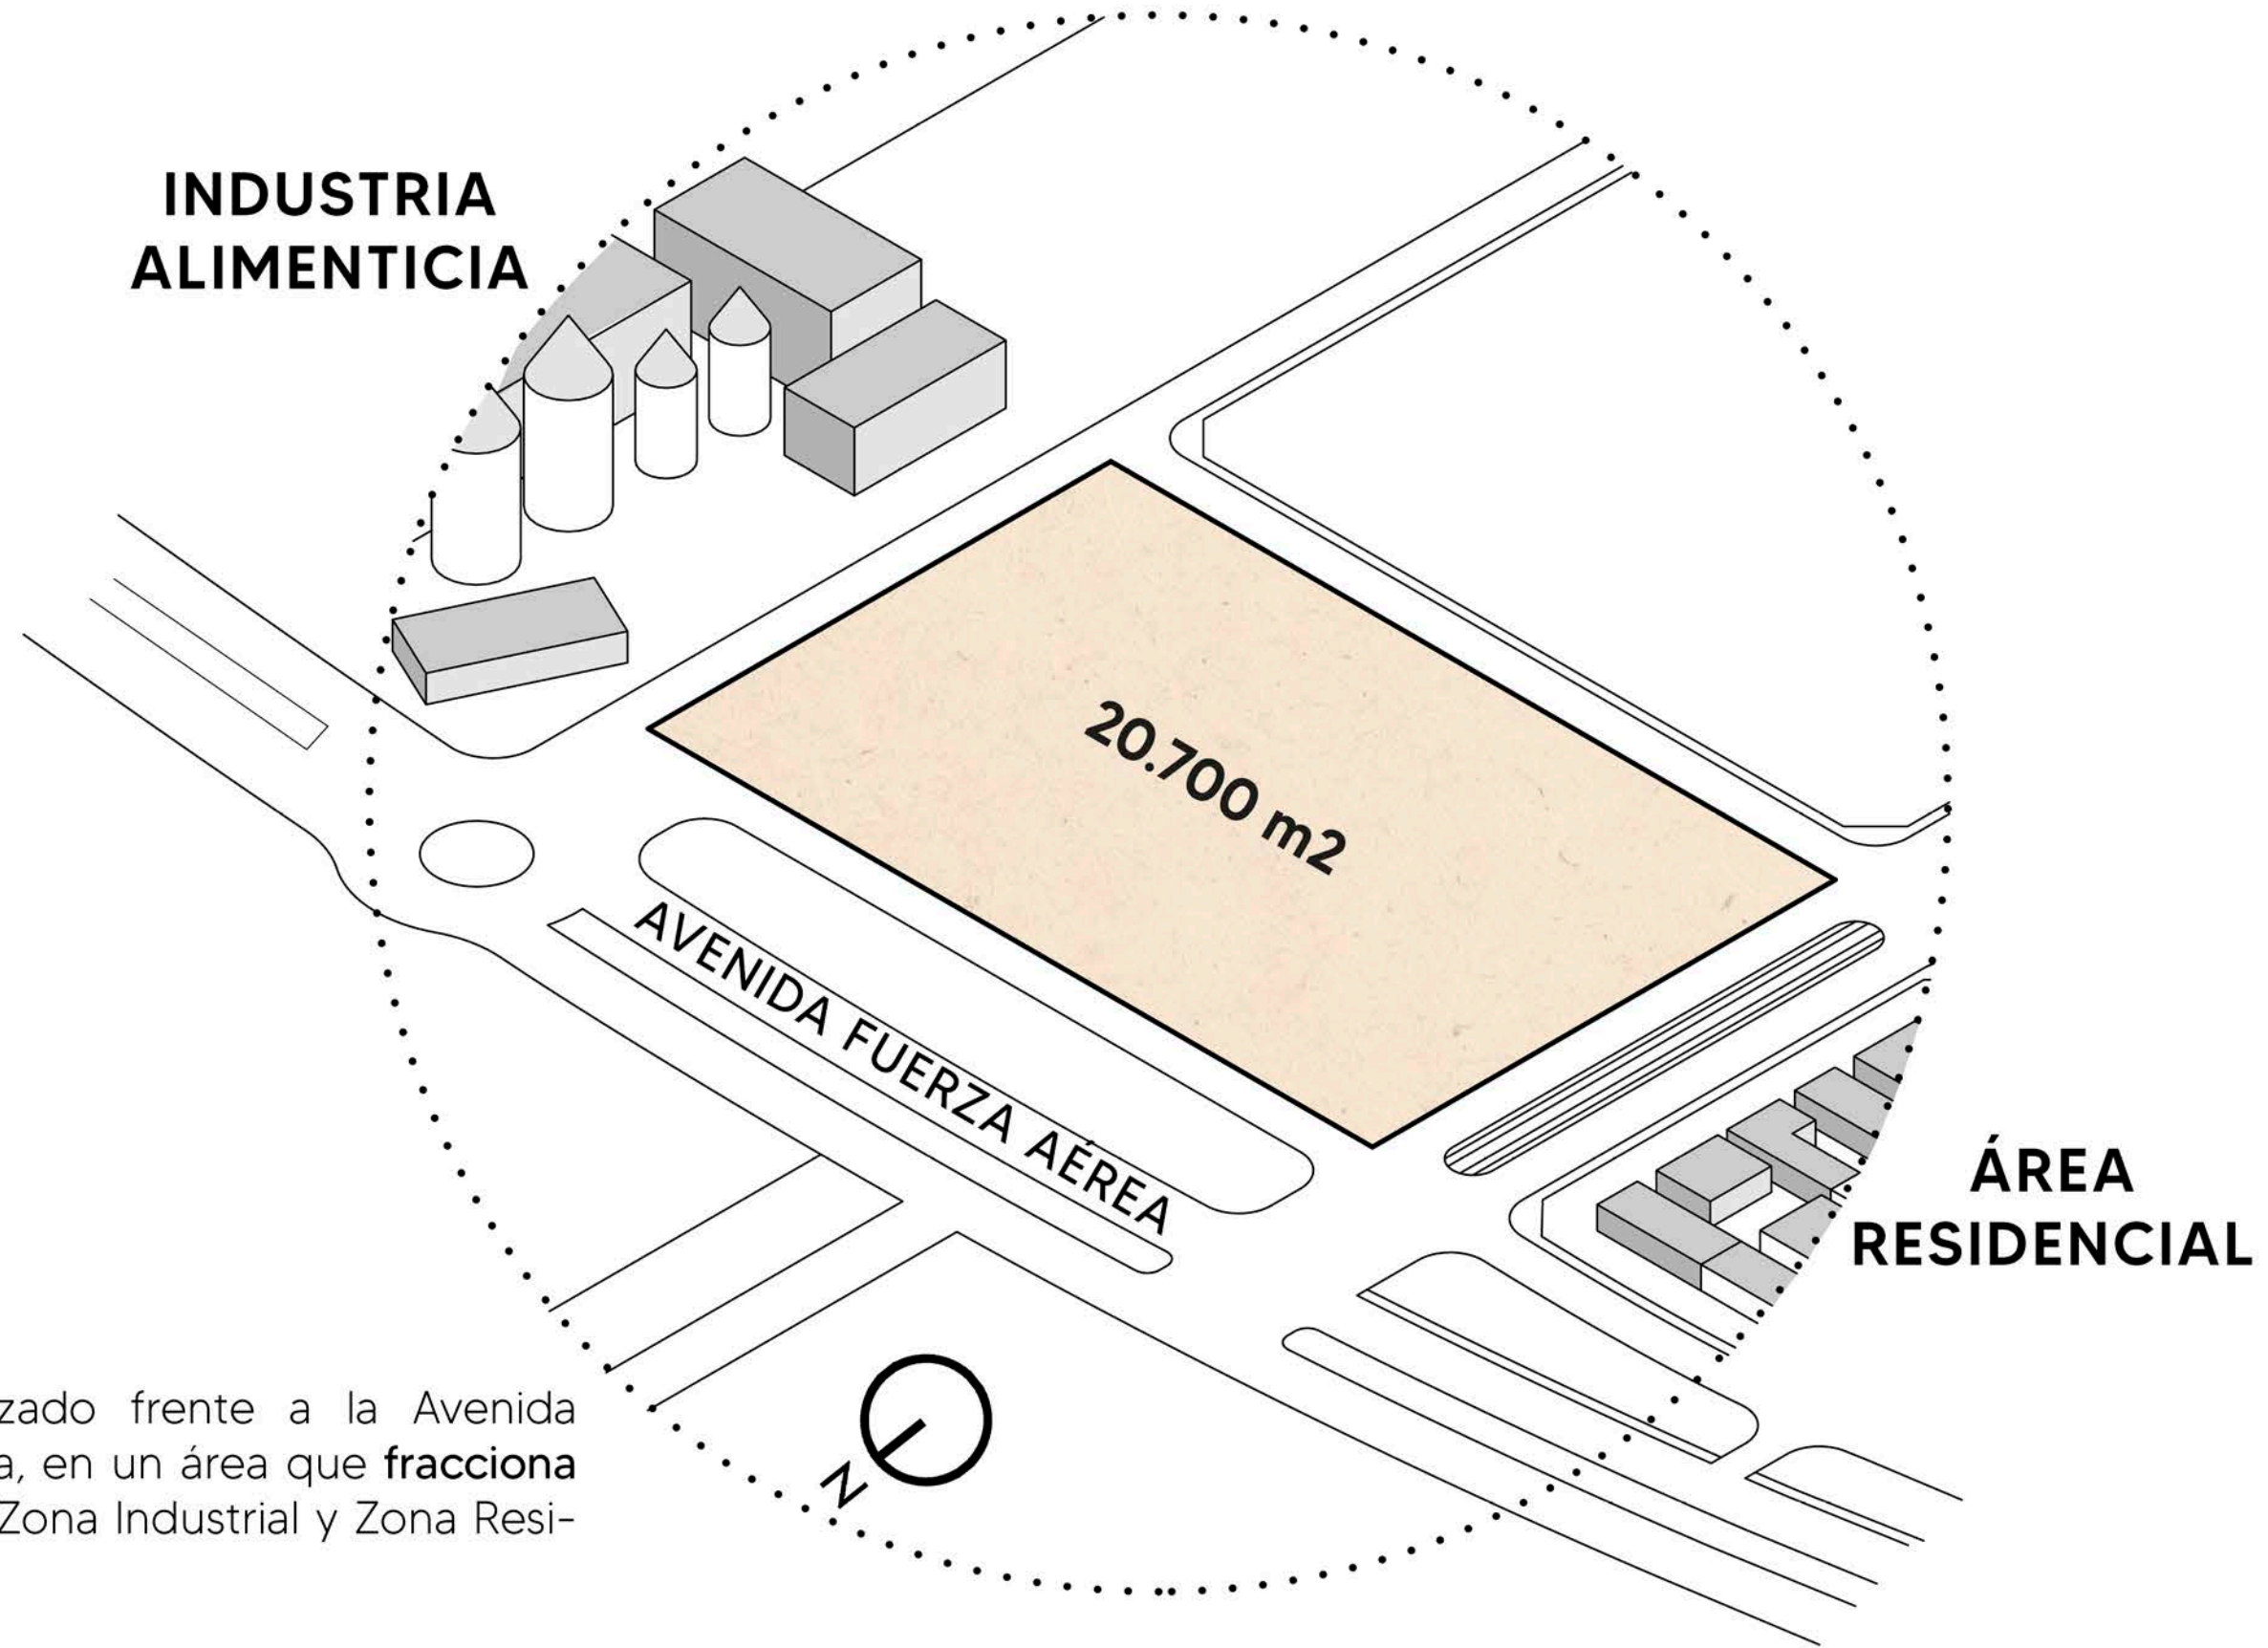 INDUSTRIA
ALIMENTICIA
20.700 m2
AVENIDA FUERZA AÉREA
ÁREA
RESIDENCIAL
N
frente a la Avenida
en un área que fracciona
Zona Industrial y Zona Resi-